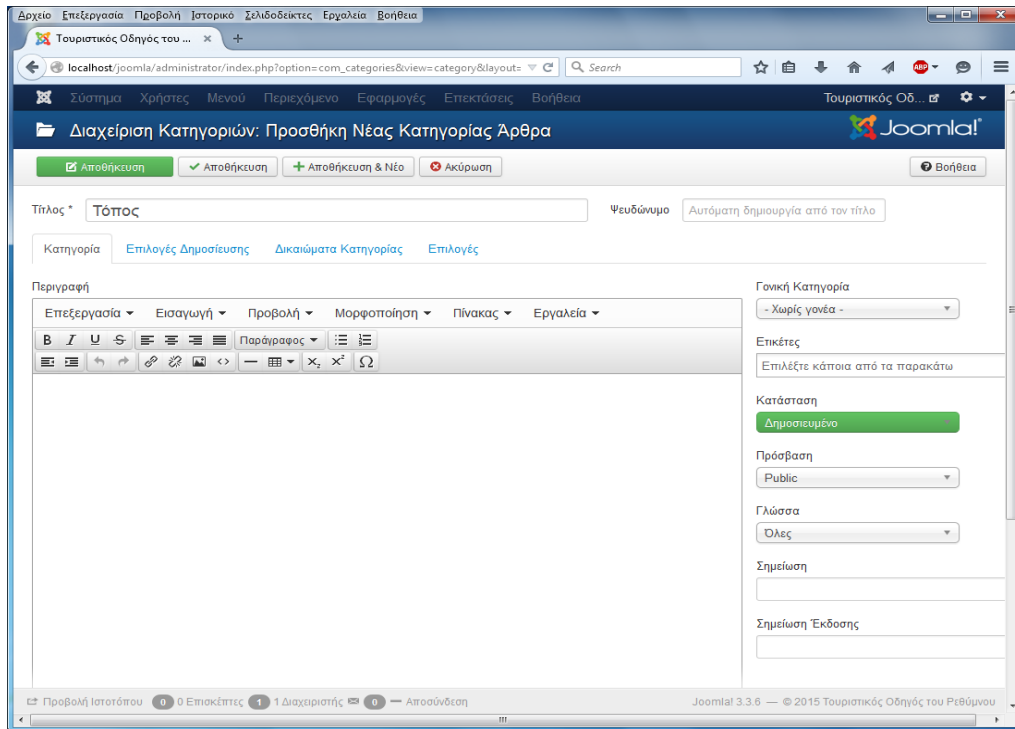 Αρχείο Επεξεργασία Προβολή Ιστορικό Σελιδοδείκτες Εργαλεία Βοήθεια
Τουριστικός Οδηγός του ...
localhost/joomla/administrator/index.php?option=com_categories&view=category&layout= Search ABP
Σύστημα Χρήστες Μενού Περιεχόμενο Εφαρμογές Επεκτάσεις Βοήθεια Τουριστικός Οδ...
Διαχείριση Κατηγοριών: Προσθήκη Νέας Κατηγορίας Άρθρα Joomla!
Αποθήκευση Αποθήκευση Αποθήκευση & Νέο Ακύρωση Βοήθεια
Τίτλος * Τόπος Ψευδώνυμο Αυτόματη δημιουργία από τον τίτλο
Κατηγορία Επιλογές Δημοσίευσης Δικαιώματα Κατηγορίας Επιλογές
Περιγραφή
Επεξεργασία Εισαγωγή Προβολή Μορφοποίηση Πίνακας Εργαλεία
B I U S Παράγραφος
X₂ X² Ω
Γονική Κατηγορία
- Χωρίς γονέα -
Ετικέτες
Επιλέξτε κάποια από τα παρακάτω
Κατάσταση
Δημοσιευμένο
Πρόσβαση
Public
Γλώσσα
Όλες
Σημείωση
Σημείωση Έκδοσης
Προβολή Ιστοτόπου 0 0 Επισκέπτες 1 1 Διαχειριστής 0 Αποσύνδεση Joomla! 3.3.6 — © 2015 Τουριστικός Οδηγός του Ρεθύμνου